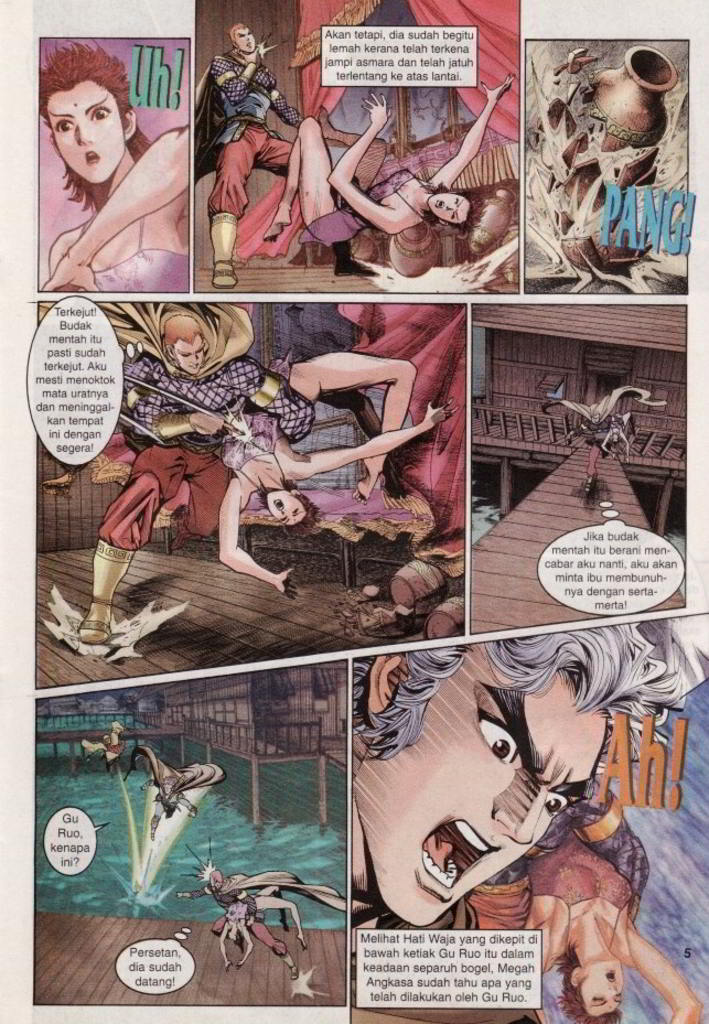 Uh!
Akan tetapi, dia sudah begitu
lemah kerana telah terkena
jampi asmara dan telah jatuh
terlentang ke atas lantai.
PANG!
Terkejut!
Budak
mentah itu
pasti sudah
terkejut. Aku
mesti menoktok
mata uratnya
dan meninggal-
kan tempat
ini dengan
segera!
Jika budak
mentah itu berani men-
cabar aku nanti, aku akan
minta ibu membunuh-
nya dengan serta-
merta!
Gu
Ruo,
kenapa
ini?
Persetan,
dia sudah
datang!
Ah!
Melihat Hati Waja yang dikepit di
bawah ketiak Gu Ruo itu dalam
keadaan separuh bogel, Megah
Angkasa sudah tahu apa yang
telah dilakukan oleh Gu Ruo.
5